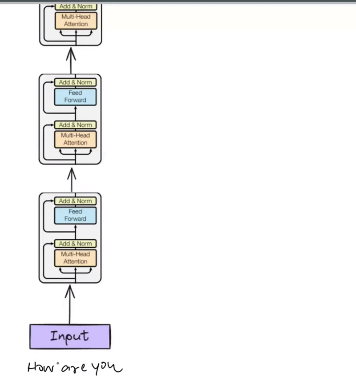 Add & Norm
Multi-Head
Attention
Add & Norm
Feed
Forward
Add & Norm
Multi-Head
Attention
Add & Norm
Feed
Forward
Add & Norm
Multi-Head
Attention
Input
How are you